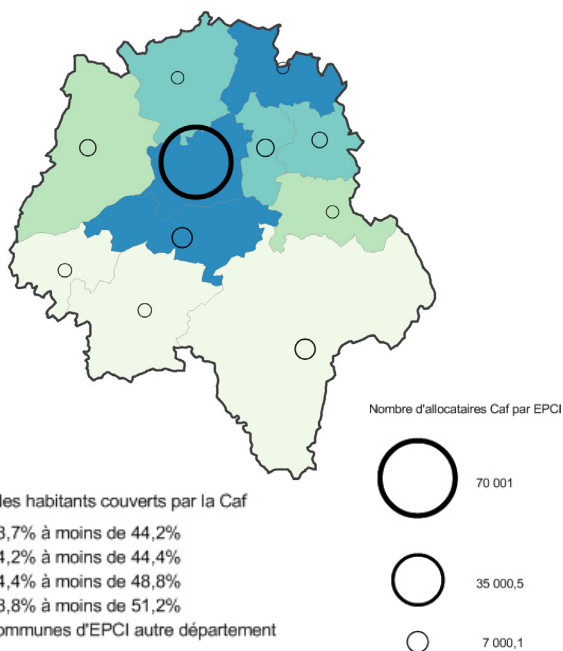 Nombre d'allocataires Caf par EPCI
70 001
35 000,5
7 000,1
les habitants couverts par la Caf
3,7% à moins de 44,2%
4,2% à moins de 44,4%
4,4% à moins de 48,8%
8,8% à moins de 51,2%
ommunes d'EPCI autre département